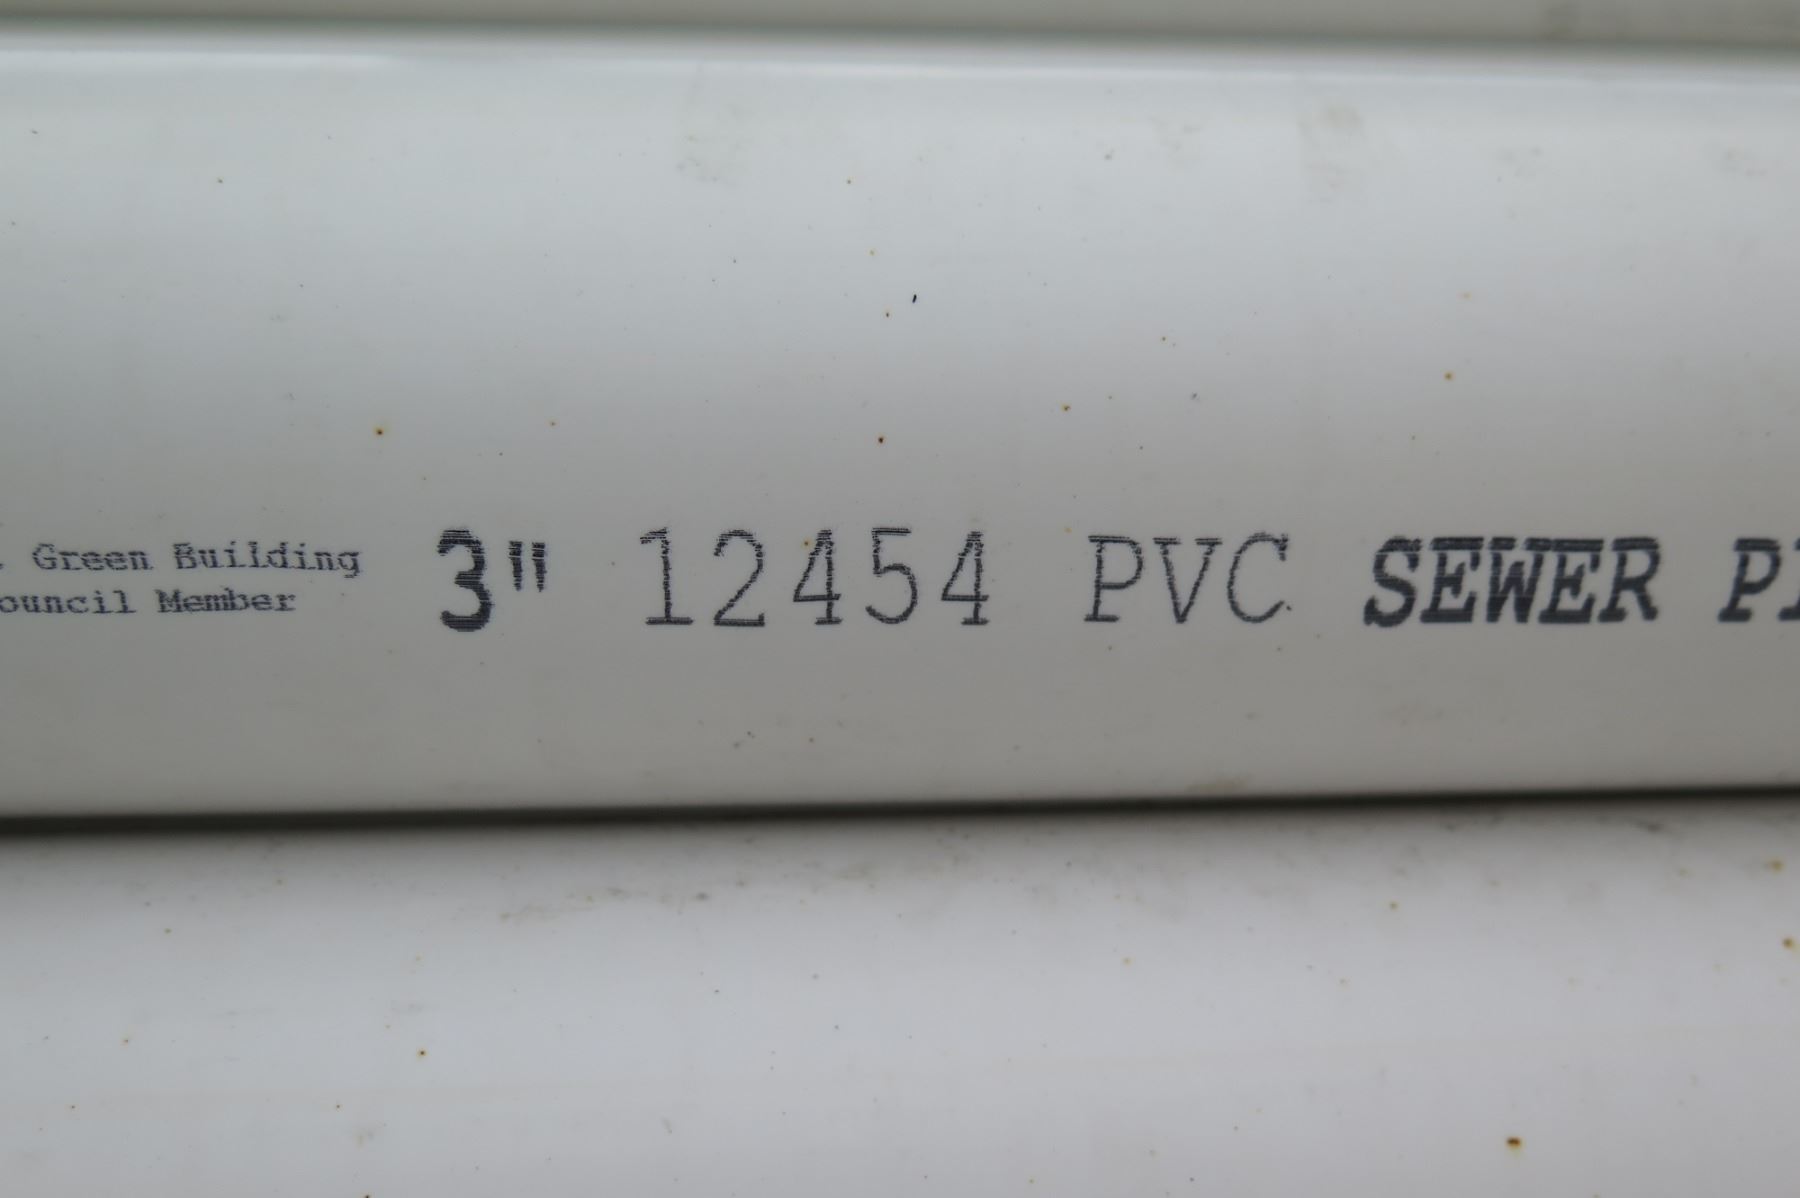 Green Building
ouncil Member
3" 12454 PVC SEWER P